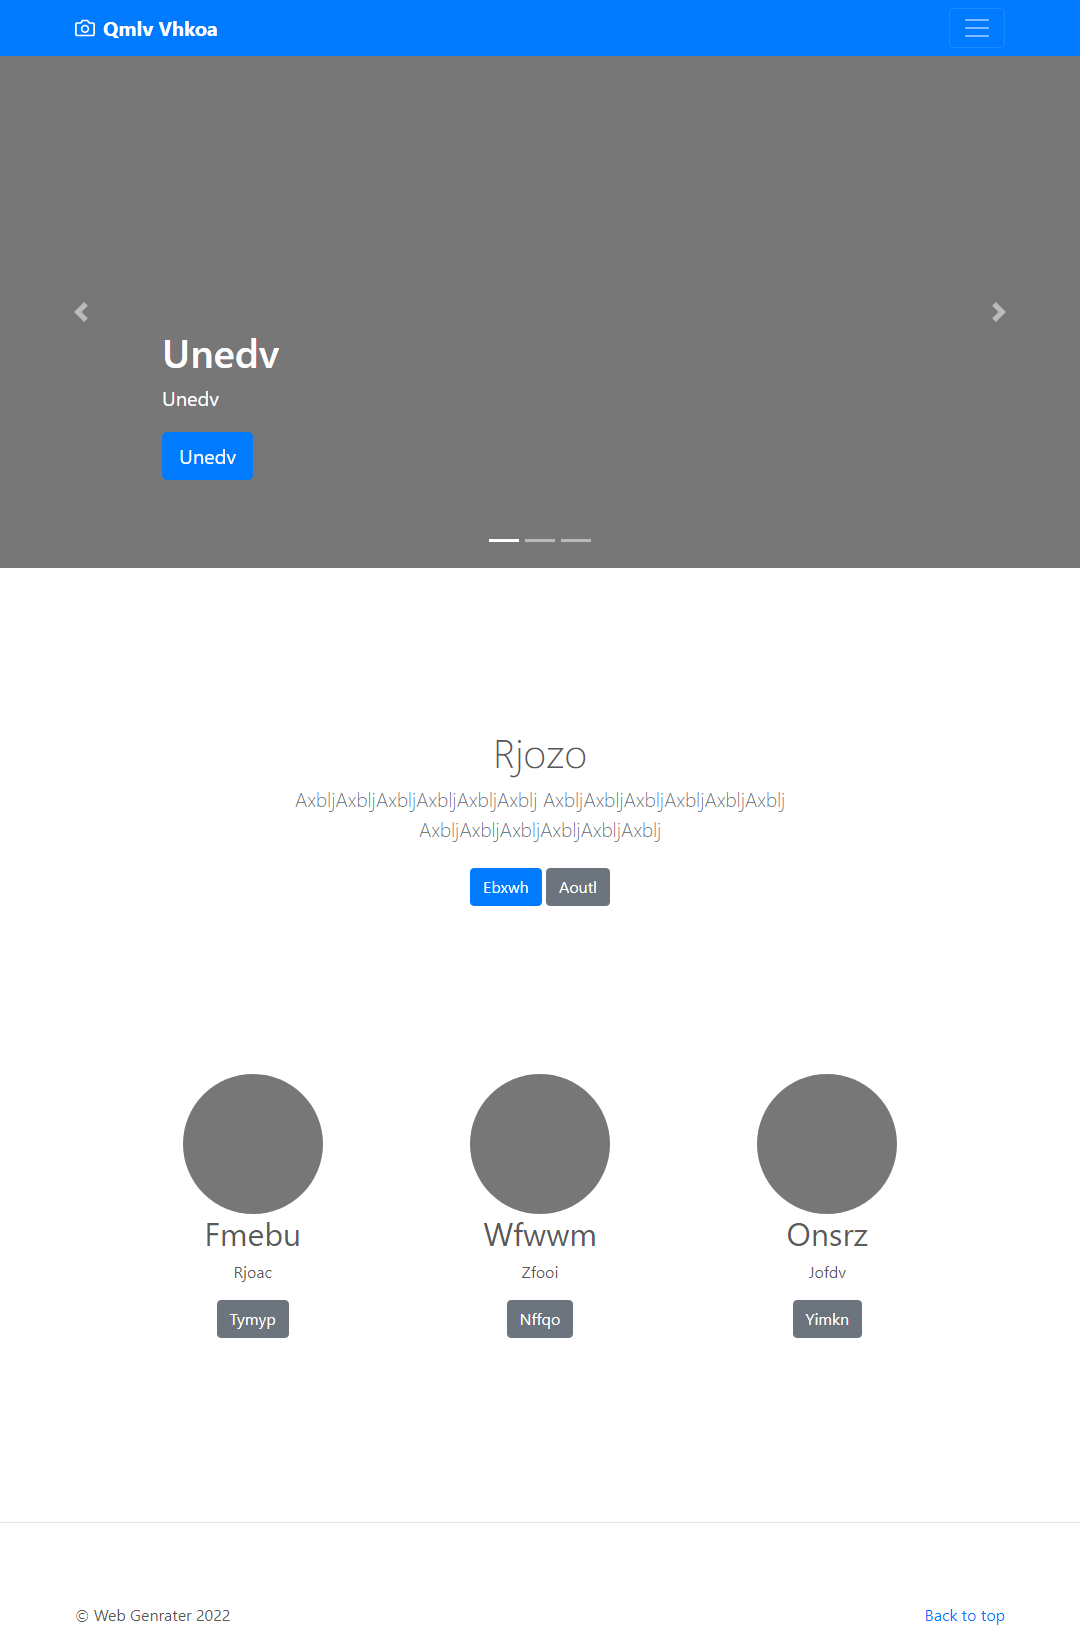 Qmlv Vhkoa
Unedv
Unedv
Unedv
Rjozo
AxbljAxbljAxbljAxbljAxbljAxblj AxbljAxbljAxbljAxbljAxbljAxblj
AxbljAxbljAxbljAxbljAxbljAxblj
Ebxwh Aoutl
Fmebu Wfwwm Onsrz
Rjoac Zfooi Jofdv
Tymyp Nffqo Yimkn
© Web Genrater 2022 Back to top